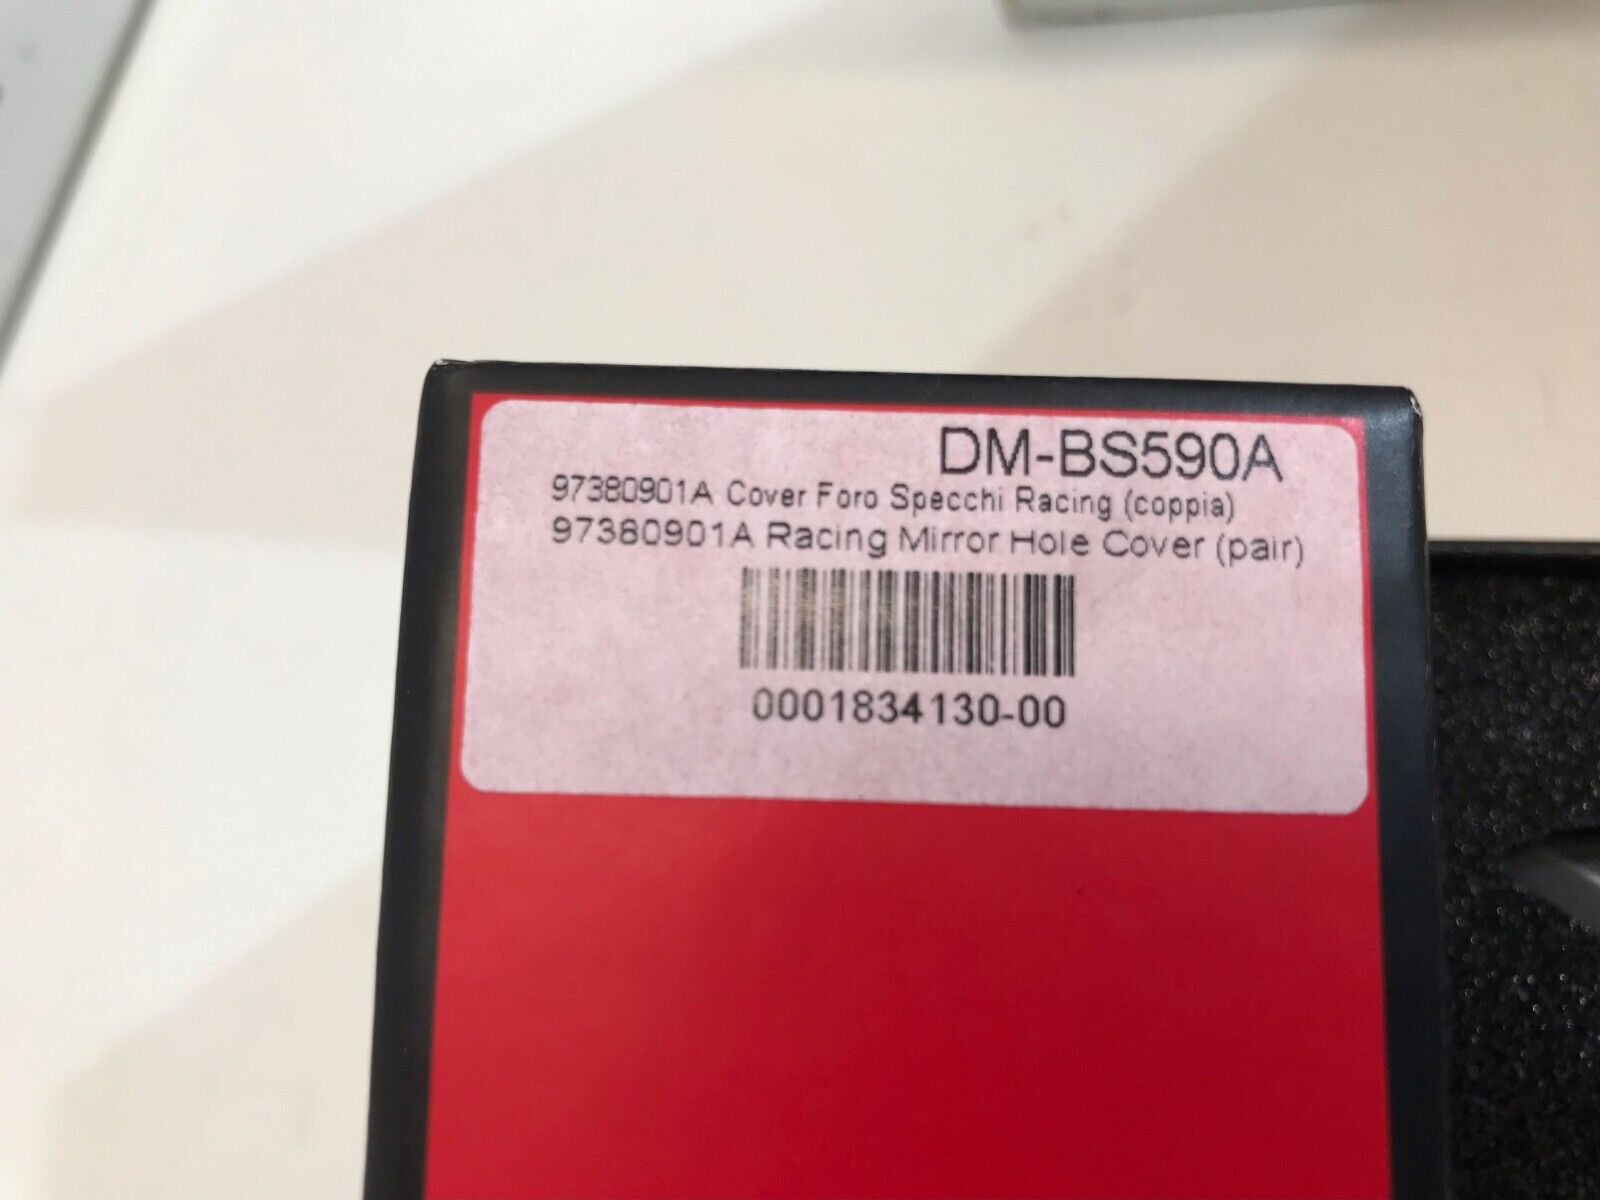 DM-BS590A
97380901A Cover Foro Specchi Racing (coppia)
97380901A Racing Mirror Hole Cover (pair)
0001834130-00